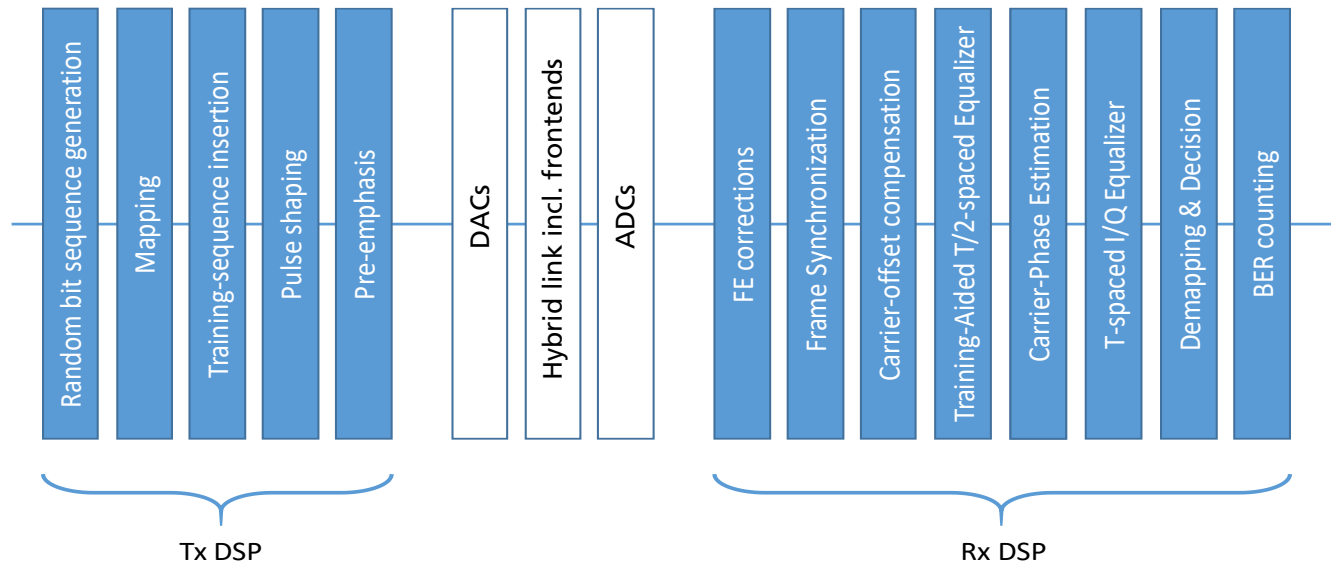 Random bit sequence generation
Mapping
Training-sequence insertion
Pulse shaping
Pre-emphasis
DACs
Hybrid link incl. frontends
ADCs
FE corrections
Frame Synchronization
Carrier-offset compensation
Training-Aided T/2-spaced Equalizer
Carrier-Phase Estimation
T-spaced I/Q Equalizer
Demapping & Decision
BER counting
Tx DSP
Rx DSP